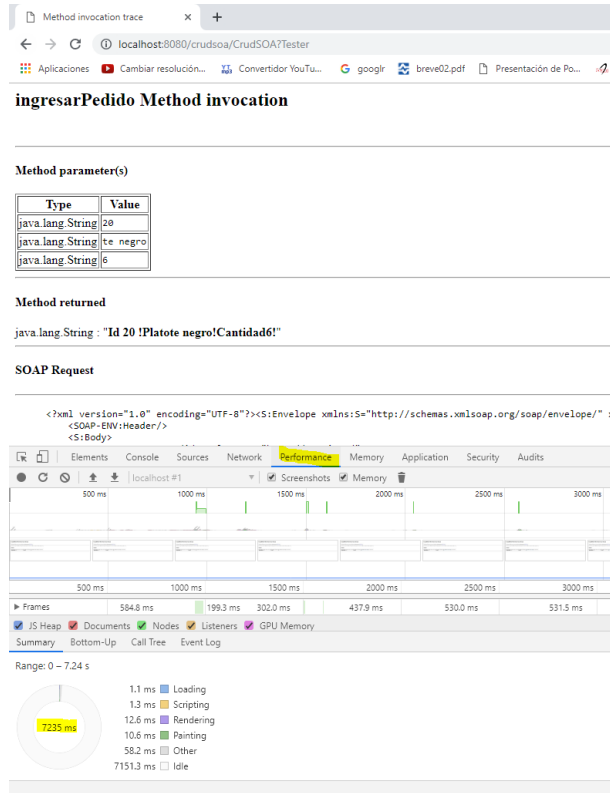 Method invocation trace
localhost:8080/crudsoa/CrudSOA?Tester
Aplicaciones Cambiar resolución... Convertidor YouTu... googlr breve02.pdf Presentación de Po...
ingresarPedido Method invocation
Method parameter(s)
Type Value
java.lang.String 20
java.lang.String te negro
java.lang.String 6
Method returned
java.lang.String : "Id 20 !Platote negro!Cantidad6!"
SOAP Request
<?xml version="1.0" encoding="UTF-8"?><S:Envelope xmlns:S="http://schemas.xmlsoap.org/soap/envelope/"
<SOAP-ENV:Header/>
<S:Body>
Elements Console Sources Network Performance Memory Application Security Audits
localhost #1 Screenshots Memory
500 ms 1000 ms 1500 ms 2000 ms 2500 ms 3000 ms
500 ms 1000 ms 1500 ms 2000 ms 2500 ms 3000 ms
Frames 584.8 ms 199.3 ms 302.0 ms 437.9 ms 530.0 ms 531.5 ms
JS Heap Documents Nodes Listeners GPU Memory
Summary Bottom-Up Call Tree Event Log
Range: 0 – 7.24 s
1.1 ms Loading
1.3 ms Scripting
12.6 ms Rendering
7235 ms
10.6 ms Painting
58.2 ms Other
7151.3 ms Idle